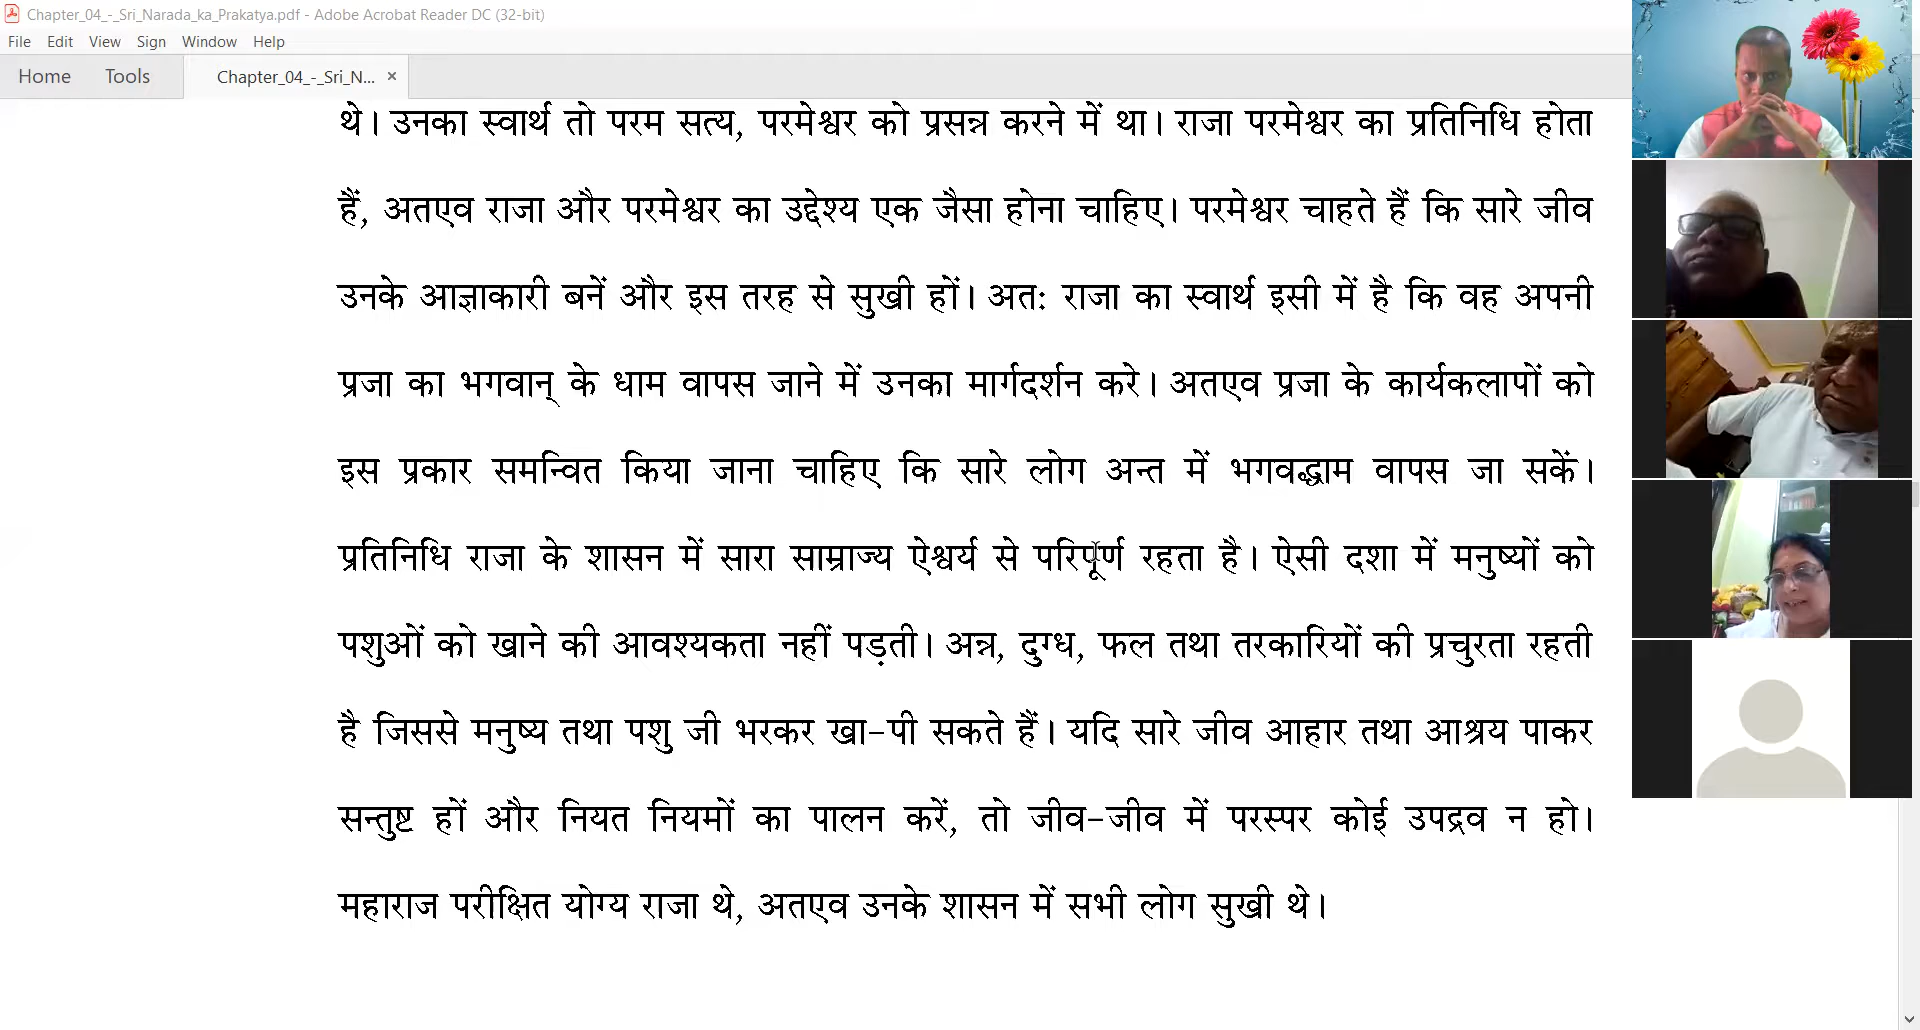 Chapter_04_-_Sri_Narada_ka_Prakatya.pdf - Adobe Acrobat Reader DC (32-bit)
File Edit View Sign Window Help
Home Tools Chapter_04_-_Sri_N... ×
थे। उनका स्वार्थ तो परम सत्य, परमेश्वर को प्रसन्न करने में था। राजा परमेश्वर का प्रतिनिधि होता
हैं, अतएव राजा और परमेश्वर का उद्देश्य एक जैसा होना चाहिए। परमेश्वर चाहते हैं कि सारे जीव
उनके आज्ञाकारी बनें और इस तरह से सुखी हों। अतः राजा का स्वार्थ इसी में है कि वह अपनी
प्रजा का भगवान् के धाम वापस जाने में उनका मार्गदर्शन करे। अतएव प्रजा के कार्यकलापों को
इस प्रकार समन्वित किया जाना चाहिए कि सारे लोग अन्त में भगवद्धाम वापस जा सकें।
प्रतिनिधि राजा के शासन में सारा साम्राज्य ऐश्वर्य से परिपूर्ण रहता है। ऐसी दशा में मनुष्यों को
पशुओं को खाने की आवश्यकता नहीं पड़ती। अन्न, दुग्ध, फल तथा तरकारियों की प्रचुरता रहती
है जिससे मनुष्य तथा पशु जी भरकर खा-पी सकते हैं। यदि सारे जीव आहार तथा आश्रय पाकर
सन्तुष्ट हों और नियत नियमों का पालन करें, तो जीव-जीव में परस्पर कोई उपद्रव न हो।
महाराज परीक्षित योग्य राजा थे, अतएव उनके शासन में सभी लोग सुखी थे।